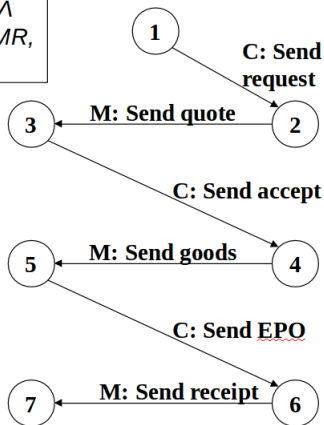 Λ
MR,
1
C: Send
request
M: Send quote
3
2
C: Send accept
M: Send goods
5
4
C: Send EPO
M: Send receipt
7
6